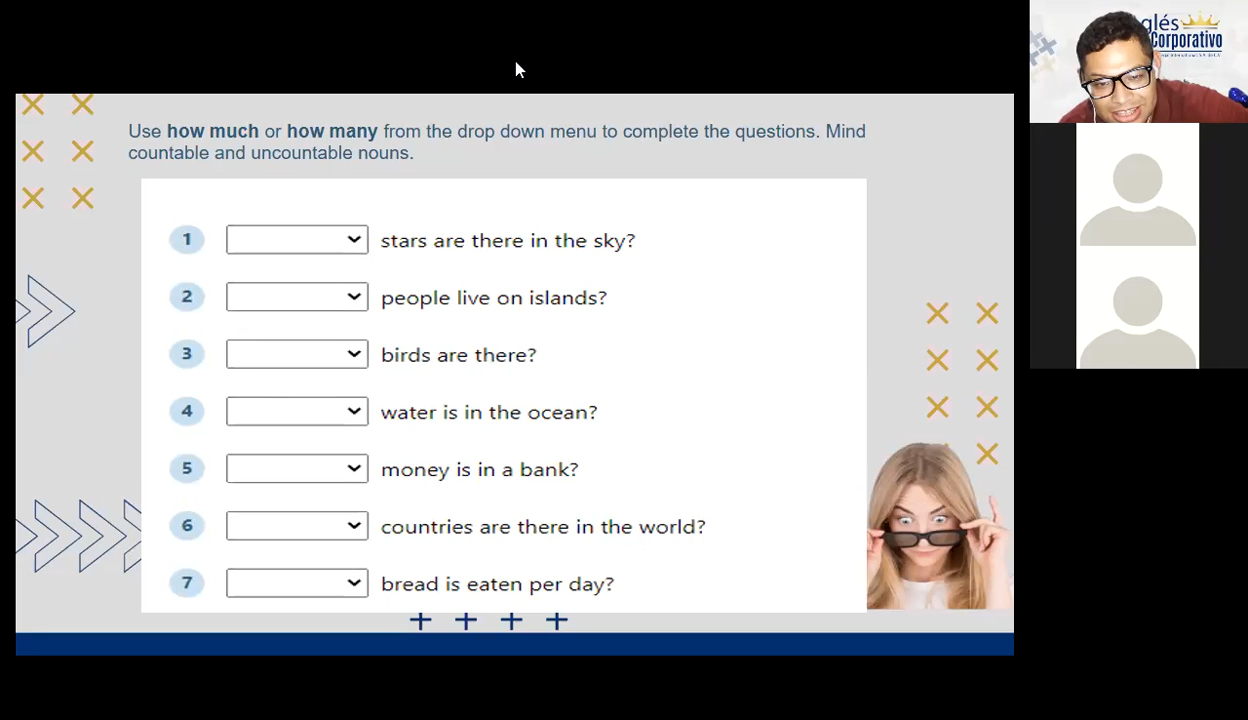 Use how much or how many from the drop down menu to complete the questions. Mind
countable and uncountable nouns.
1 stars are there in the sky?
2 people live on islands?
3 birds are there?
4 water is in the ocean?
5 money is in a bank?
6 countries are there in the world?
7 bread is eaten per day?
glés
Corporativo